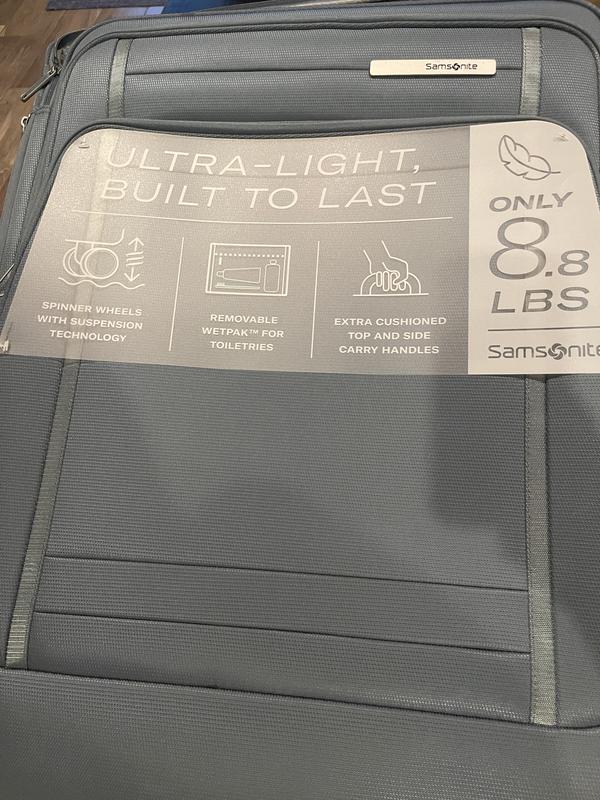 Samsonite
ULTRA-LIGHT,
BUILT TO LAST
SPINNER WHEELS
WITH SUSPENSION
TECHNOLOGY
REMOVABLE
WETPAK™ FOR
TOILETRIES
EXTRA CUSHIONED
TOP AND SIDE
CARRY HANDLES
ONLY
8.8
LBS
Samsonite